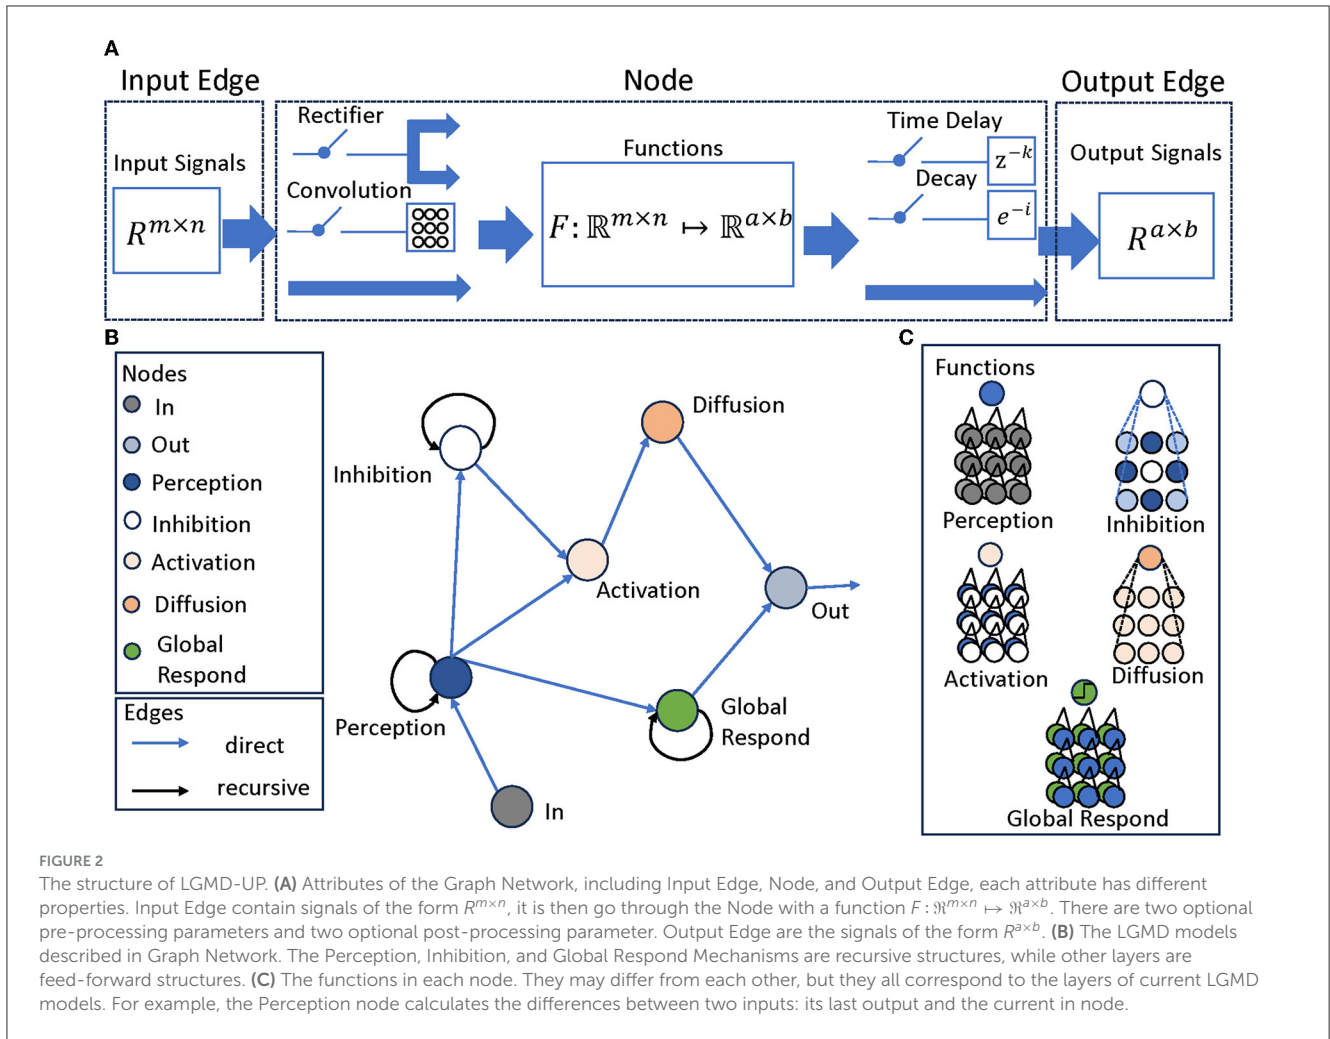 A
Input Edge
Node
Output Edge
Input Signals
R^{m×n}
Rectifier
Convolution
Functions
F: ℝ^{m×n} ↦ ℝ^{a×b}
Time Delay
z^{−k}
Decay
e^{−i}
Output Signals
R^{a×b}
B
Nodes
In
Out
Perception
Inhibition
Activation
Diffusion
Global
Respond
Edges
direct
recursive
Inhibition
Diffusion
Activation
Out
Perception
Global
Respond
In
C
Functions
Perception
Inhibition
Activation
Diffusion
Global Respond
FIGURE 2
The structure of LGMD-UP. (A) Attributes of the Graph Network, including Input Edge, Node, and Output Edge, each attribute has different
properties. Input Edge contain signals of the form R^{m×n}, it is then go through the Node with a function F : ℜ^{m×n} ↦ ℜ^{a×b}. There are two optional
pre-processing parameters and two optional post-processing parameter. Output Edge are the signals of the form R^{a×b}. (B) The LGMD models
described in Graph Network. The Perception, Inhibition, and Global Respond Mechanisms are recursive structures, while other layers are
feed-forward structures. (C) The functions in each node. They may differ from each other, but they all correspond to the layers of current LGMD
models. For example, the Perception node calculates the differences between two inputs: its last output and the current in node.